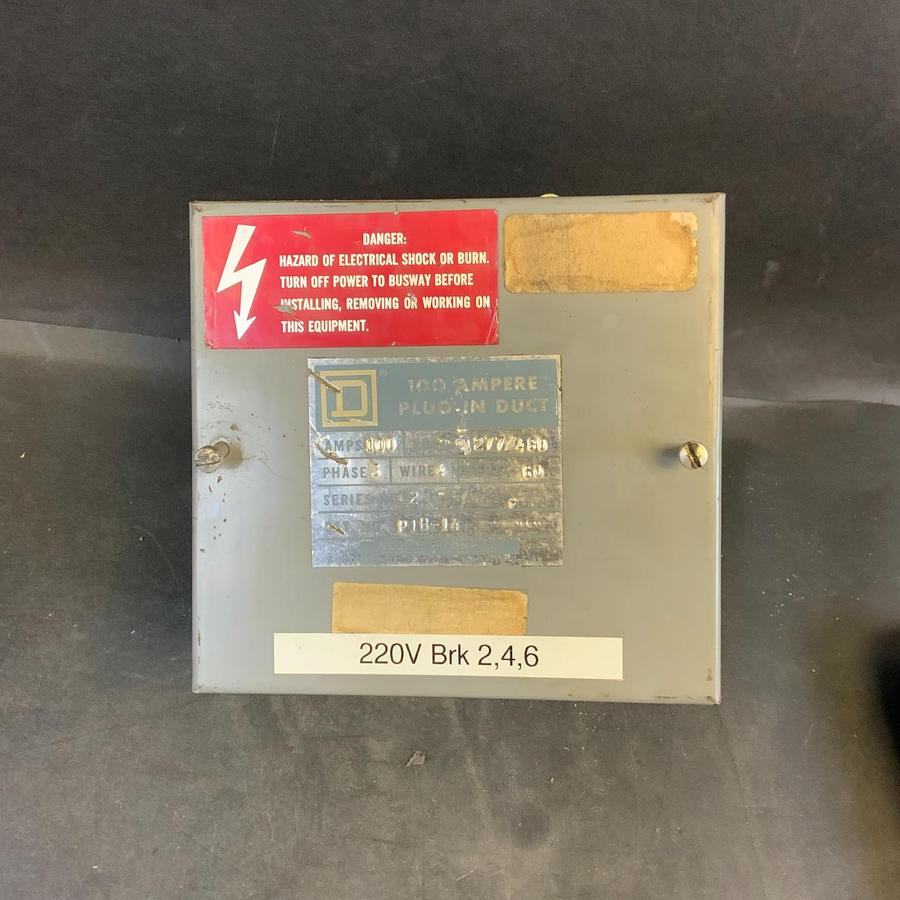 DANGER:
HAZARD OF ELECTRICAL SHOCK OR BURN.
TURN OFF POWER TO BUSWAY BEFORE
INSTALLING, REMOVING OR WORKING ON
THIS EQUIPMENT.
D ®
100 AMPERE
PLUG-IN DUCT
AMPS 100 277/480
PHASE 3 WIRE 4 60
SERIES 2
PTB-14
220V Brk 2,4,6